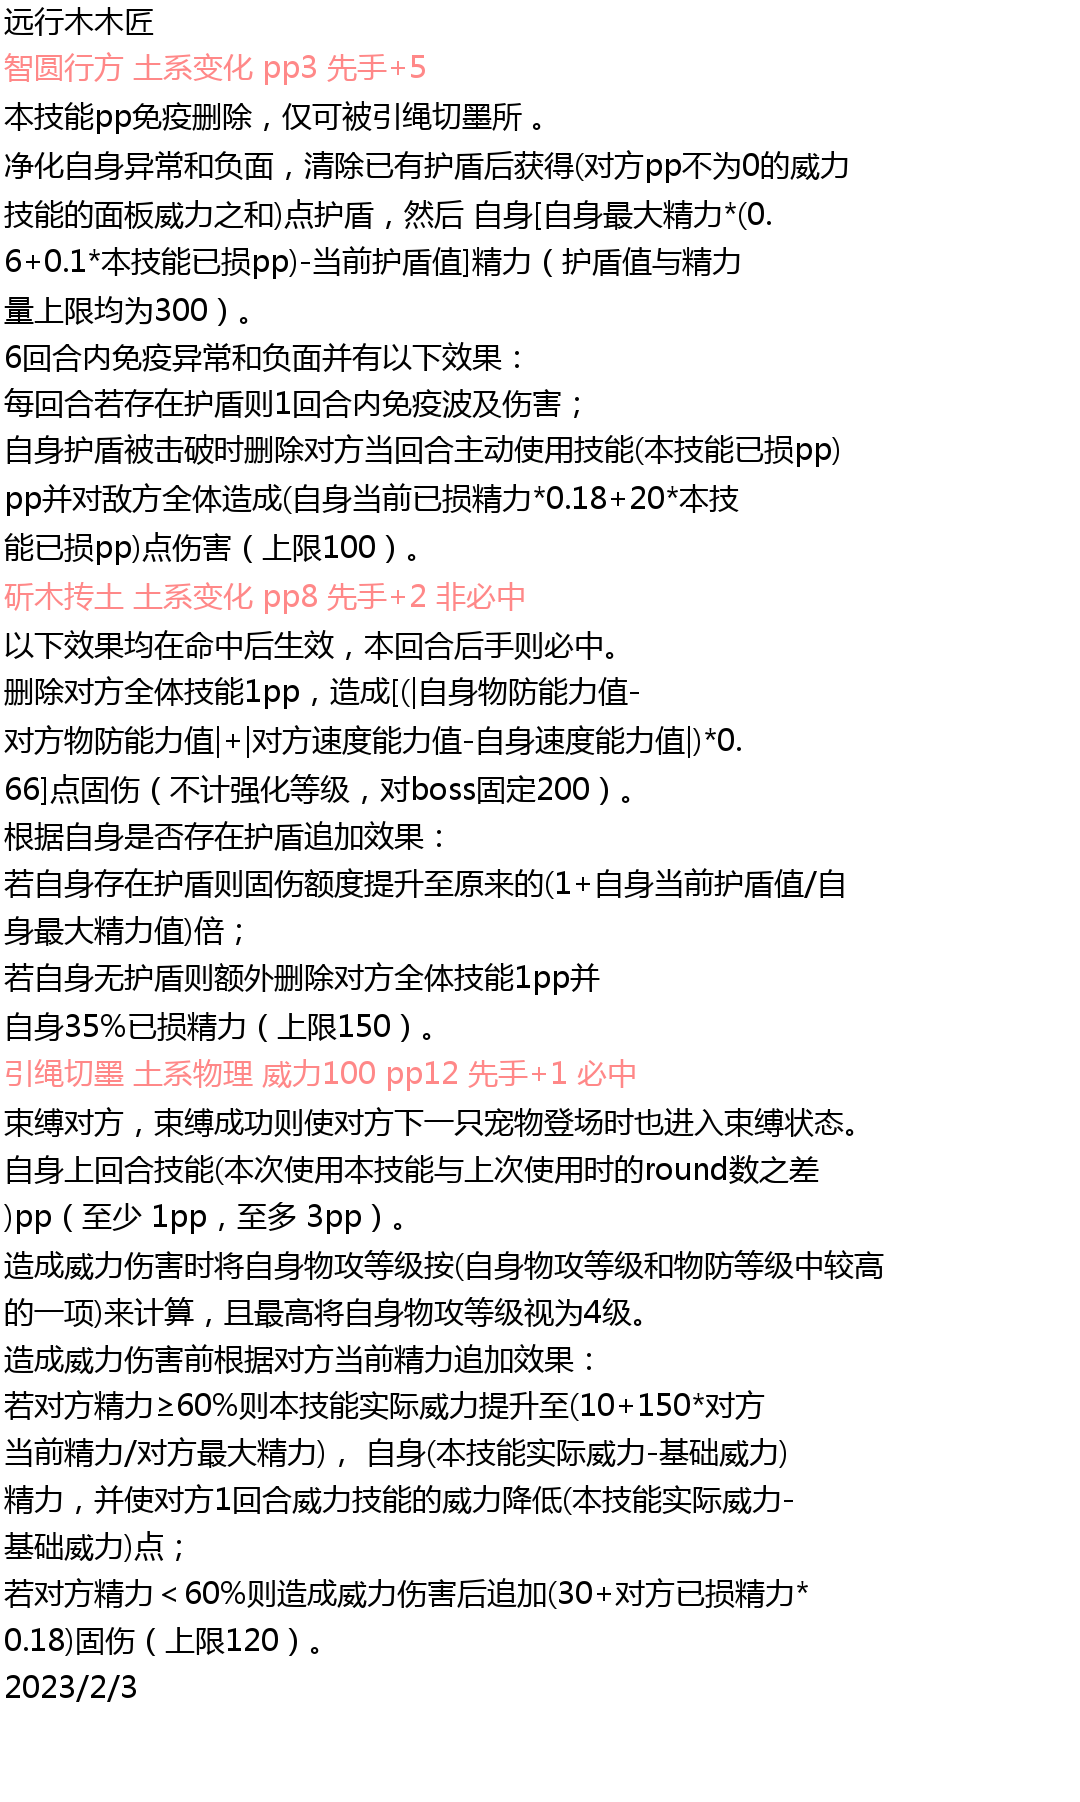 远行木木匠
智圆行方 土系变化 pp3 先手+5
本技能pp免疫删除，仅可被引绳切墨所 。
净化自身异常和负面，清除已有护盾后获得(对方pp不为0的威力
技能的面板威力之和)点护盾，然后 自身[自身最大精力*(0.
6+0.1*本技能已损pp)-当前护盾值]精力（护盾值与精力
量上限均为300）。
6回合内免疫异常和负面并有以下效果：
每回合若存在护盾则1回合内免疫波及伤害；
自身护盾被击破时删除对方当回合主动使用技能(本技能已损pp)
pp并对敌方全体造成(自身当前已损精力*0.18+20*本技
能已损pp)点伤害（上限100）。
斫木抟土 土系变化 pp8 先手+2 非必中
以下效果均在命中后生效，本回合后手则必中。
删除对方全体技能1pp，造成[(|自身物防能力值-
对方物防能力值|+|对方速度能力值-自身速度能力值|)*0.
66]点固伤（不计强化等级，对boss固定200）。
根据自身是否存在护盾追加效果：
若自身存在护盾则固伤额度提升至原来的(1+自身当前护盾值/自
身最大精力值)倍；
若自身无护盾则额外删除对方全体技能1pp并
自身35%已损精力（上限150）。
引绳切墨 土系物理 威力100 pp12 先手+1 必中
束缚对方，束缚成功则使对方下一只宠物登场时也进入束缚状态。
自身上回合技能(本次使用本技能与上次使用时的round数之差
)pp（至少 1pp，至多 3pp）。
造成威力伤害时将自身物攻等级按(自身物攻等级和物防等级中较高
的一项)来计算，且最高将自身物攻等级视为4级。
造成威力伤害前根据对方当前精力追加效果：
若对方精力≥60%则本技能实际威力提升至(10+150*对方
当前精力/对方最大精力)， 自身(本技能实际威力-基础威力)
精力，并使对方1回合威力技能的威力降低(本技能实际威力-
基础威力)点；
若对方精力＜60%则造成威力伤害后追加(30+对方已损精力*
0.18)固伤（上限120）。
2023/2/3